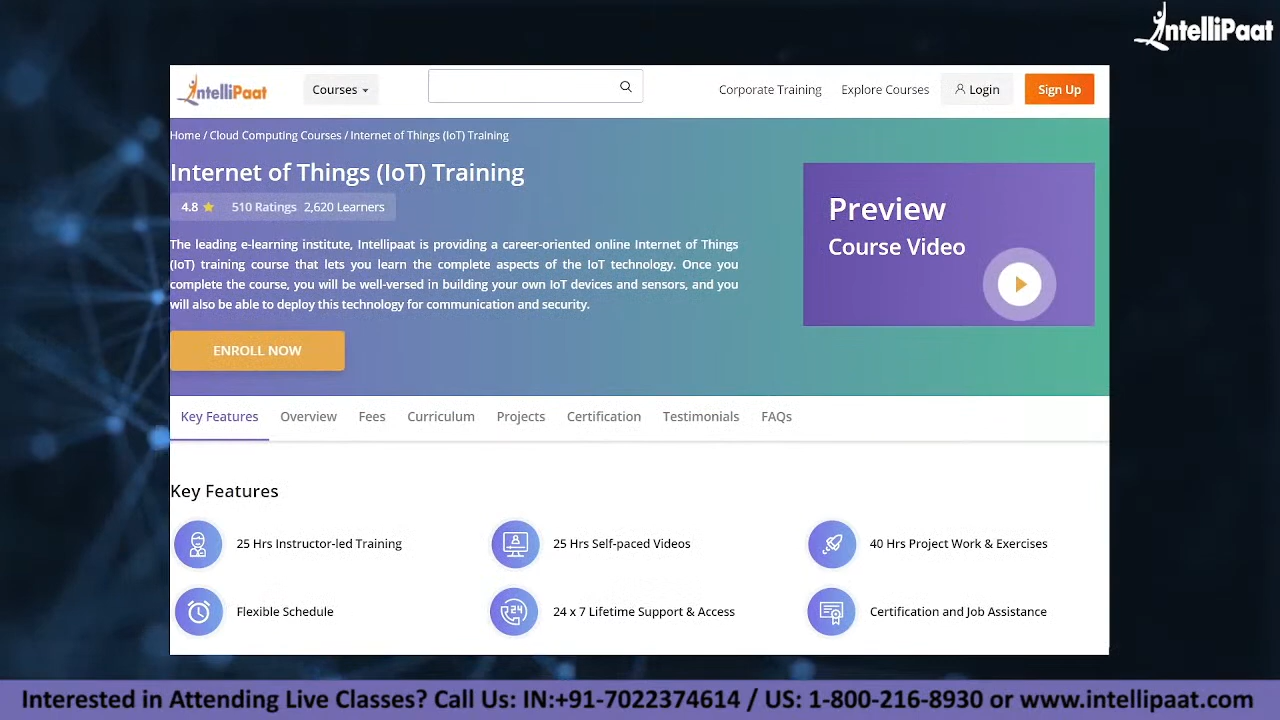 IntelliPaat
IntelliPaat
Courses
Corporate Training
Explore Courses
Login
Sign Up
Home / Cloud Computing Courses / Internet of Things (IoT) Training
Internet of Things (IoT) Training
4.8 510 Ratings 2,620 Learners
The leading e-learning institute, Intellipaat is providing a career-oriented online Internet of Things
(IoT) training course that lets you learn the complete aspects of the IoT technology. Once you
complete the course, you will be well-versed in building your own IoT devices and sensors, and you
will also be able to deploy this technology for communication and security.
ENROLL NOW
Preview
Course Video
Key Features
Overview
Fees
Curriculum
Projects
Certification
Testimonials
FAQs
Key Features
25 Hrs Instructor-led Training
25 Hrs Self-paced Videos
40 Hrs Project Work & Exercises
Flexible Schedule
24
24 x 7 Lifetime Support & Access
Certification and Job Assistance
Interested in Attending Live Classes? Call Us: IN:+91-7022374614 / US: 1-800-216-8930 or www.intellipaat.com